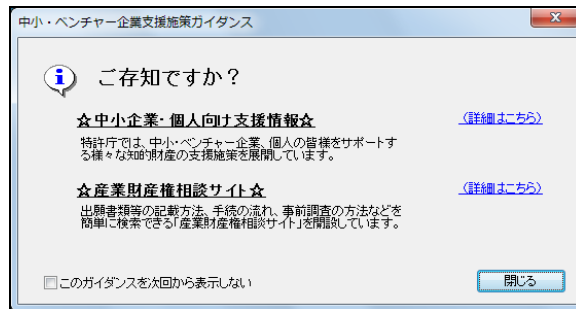 中小・ベンチャー企業支援施策ガイダンス
ご存知ですか？
☆中小企業・個人向け支援情報☆
（詳細はこちら）
特許庁では、中小・ベンチャー企業、個人の皆様をサポートす
る様々な知的財産の支援施策を展開しています。
☆産業財産権相談サイト☆
（詳細はこちら）
出願書類等の記載方法、手続の流れ、事前調査の方法などを
簡単に検索できる「産業財産権相談サイト」を開設しています。
このガイダンスを次回から表示しない
閉じる